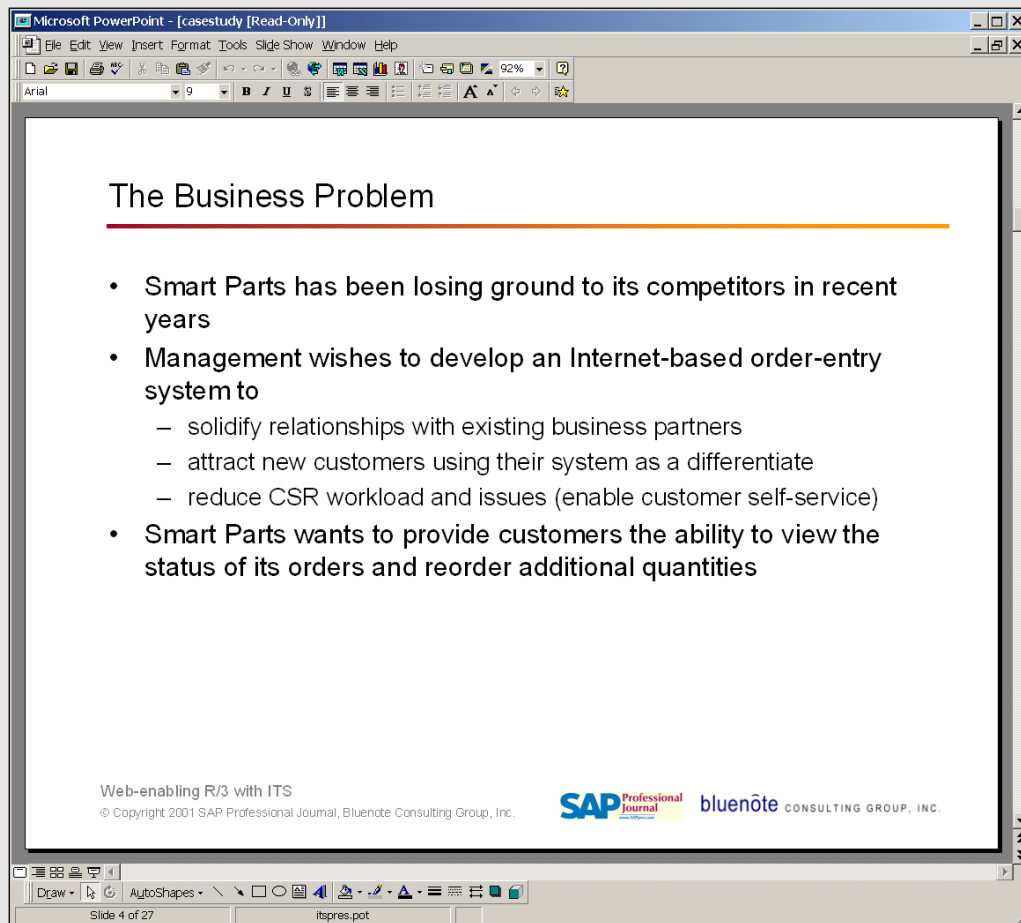 Microsoft PowerPoint - [casestudy [Read-Only]]
File Edit View Insert Format Tools Slide Show Window Help
92%
Arial 9 B I U S A A
The Business Problem
• Smart Parts has been losing ground to its competitors in recent
years
• Management wishes to develop an Internet-based order-entry
system to
– solidify relationships with existing business partners
– attract new customers using their system as a differentiate
– reduce CSR workload and issues (enable customer self-service)
• Smart Parts wants to provide customers the ability to view the
status of its orders and reorder additional quantities
Web-enabling R/3 with ITS
© Copyright 2001 SAP Professional Journal, Bluenote Consulting Group, Inc.
SAP Professional
Journal
www.SAPpro.com
bluenôte CONSULTING GROUP, INC.
Draw AutoShapes A
Slide 4 of 27 itspres.pot